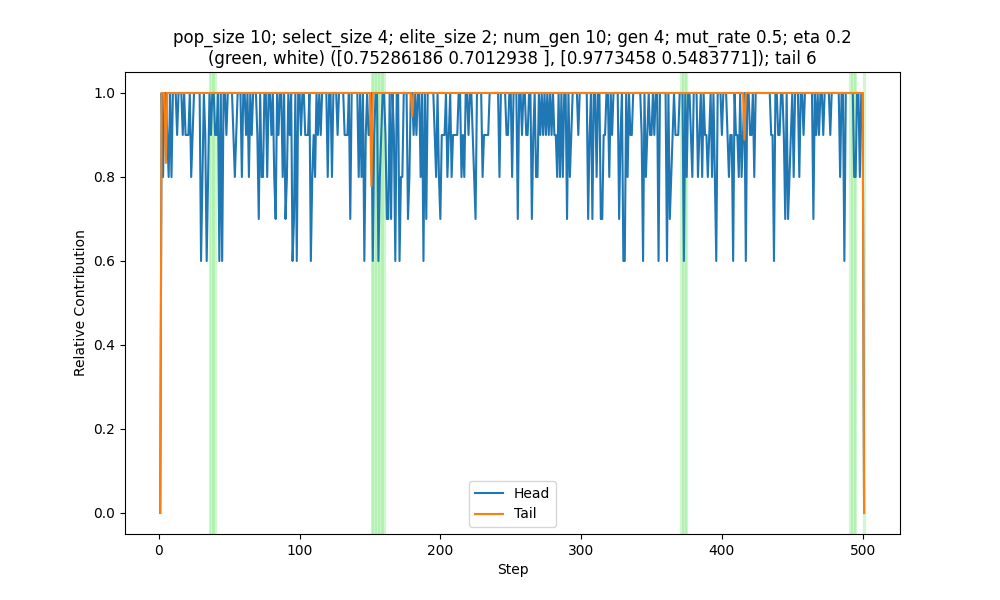 pop_size 10; select_size 4; elite_size 2; num_gen 10; gen 4; mut_rate 0.5; eta 0.2
(green, white) ([0.75286186 0.7012938 ], [0.9773458 0.5483771]); tail 6
Relative Contribution
1.0
0.8
0.6
0.4
0.2
0.0
Head
Tail
0
100
200
300
400
500
Step